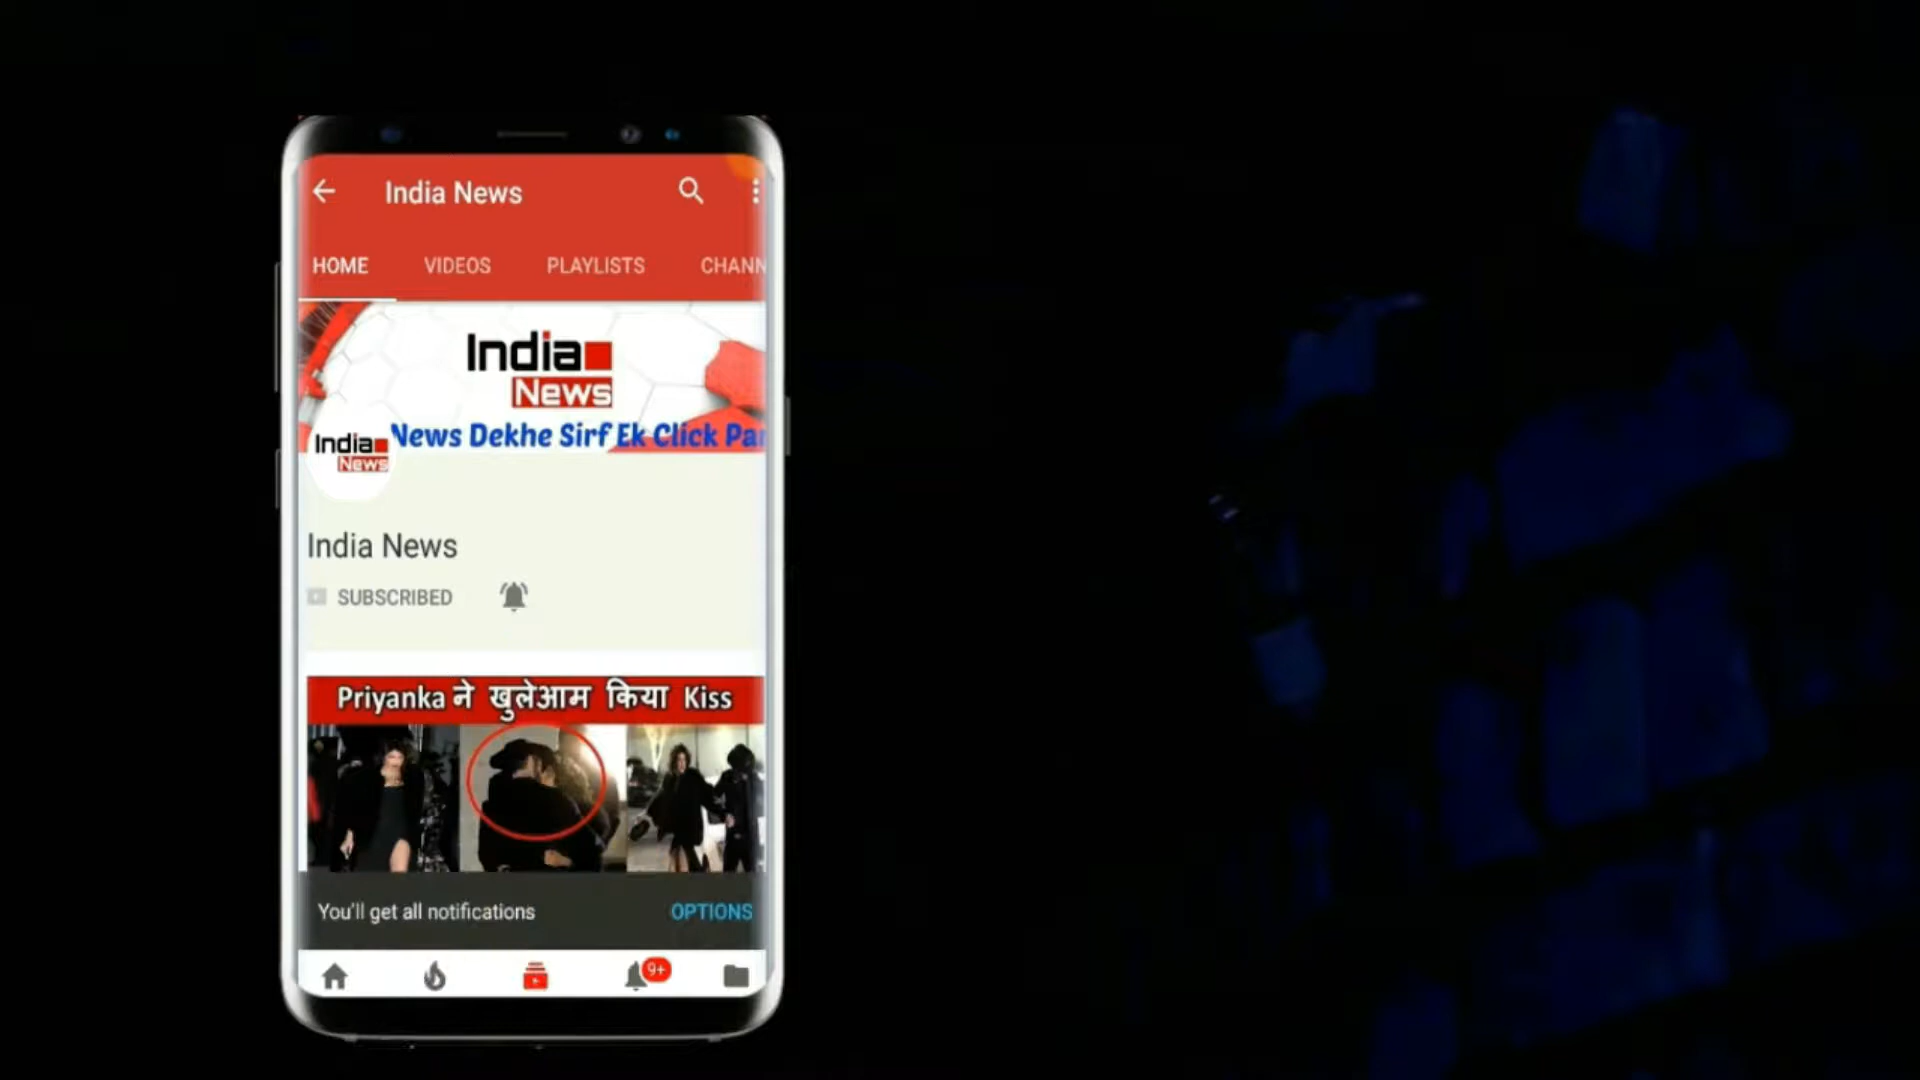 India News
HOME VIDEOS PLAYLISTS CHANN
India
News
News Dekhe Sirf Ek Click Par
India
News
India News
SUBSCRIBED
Priyanka ने खुलेआम किया Kiss
You'll get all notifications OPTIONS
9+